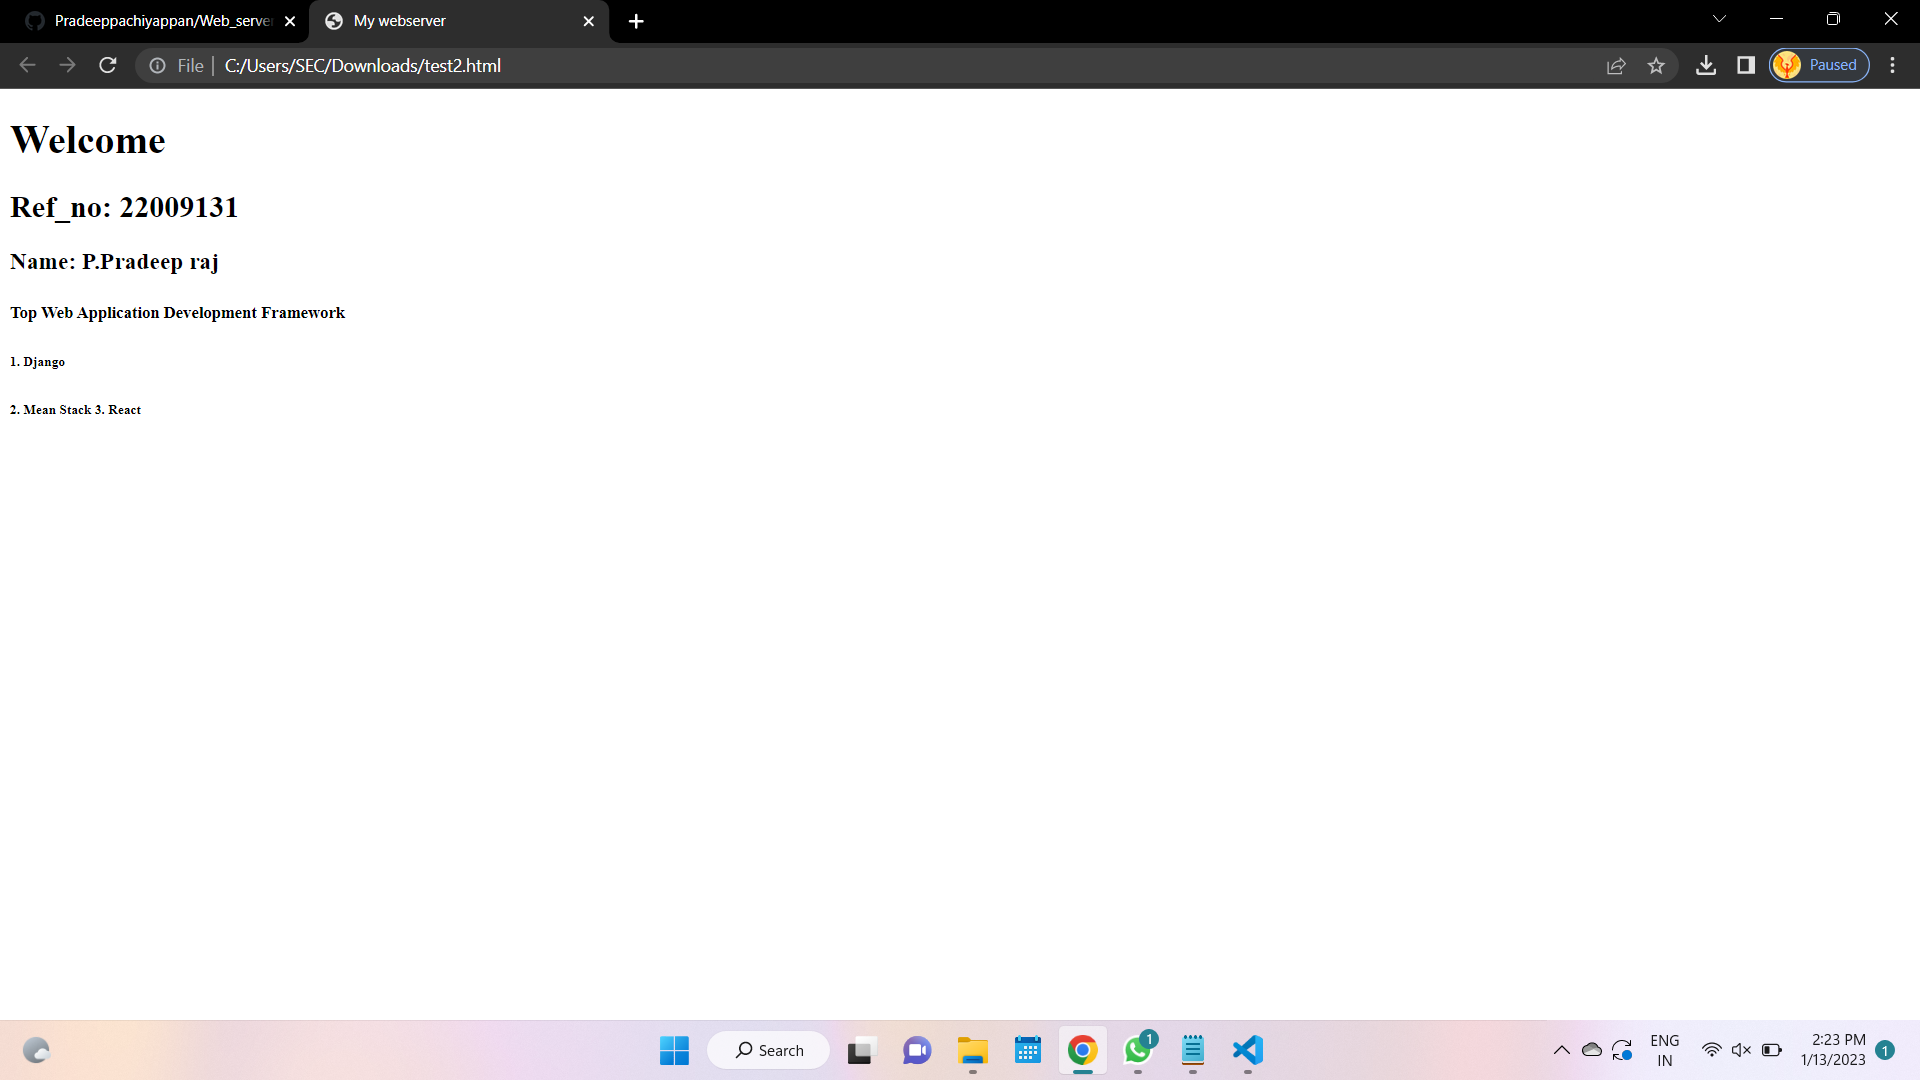 Pradeeppachiyappan/Web_server
My webserver
File
C:/Users/SEC/Downloads/test2.html
Paused
Welcome
Ref_no: 22009131
Name: P.Pradeep raj
Top Web Application Development Framework
1. Django
2. Mean Stack 3. React
Search
1
ENG
IN
2:23 PM
1/13/2023
1